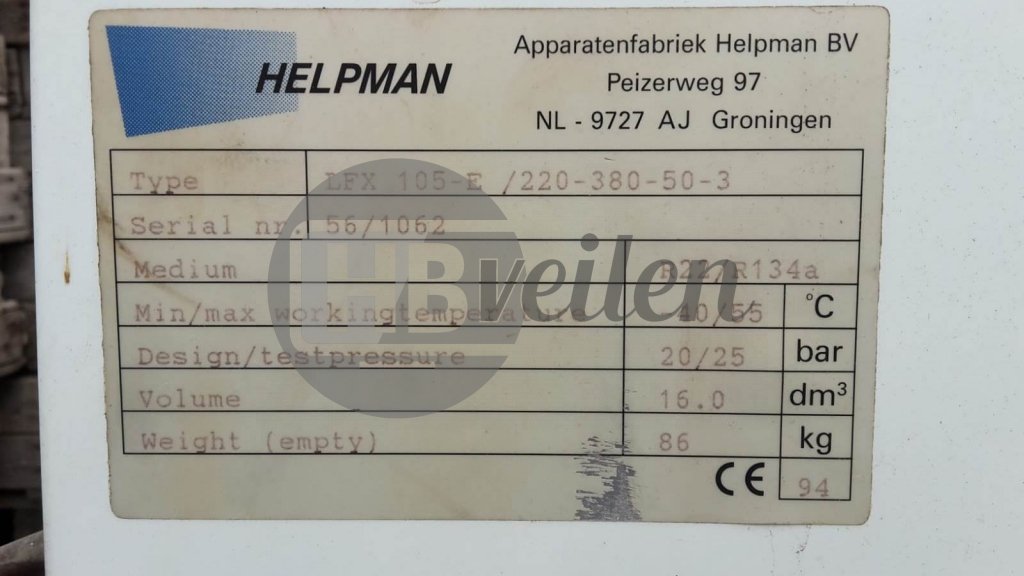 HELPMAN
Apparatenfabriek Helpman BV
Peizerweg 97
NL - 9727 AJ Groningen
Type LFX 105-E /220-380-50-3
Serial nr. 56/1062
Medium R22/R134a
Min/max workingtemperature 40/55 °C
Design/testpressure 20/25 bar
Volume 16.0 dm³
Weight (empty) 86 kg
CE 94
HBveilen